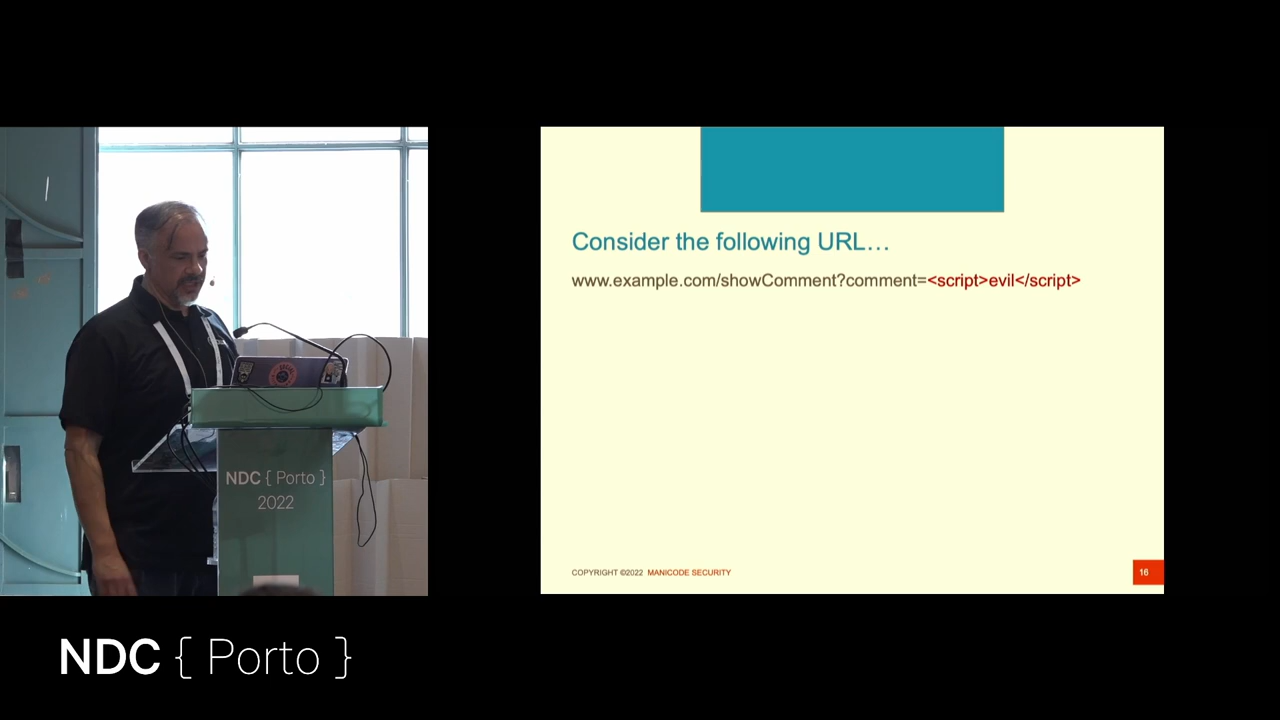 Consider the following URL…
www.example.com/showComment?comment=<script>evil</script>
COPYRIGHT ©2022 MANICODE SECURITY
16
NDC { Porto }
2022
NDC { Porto }